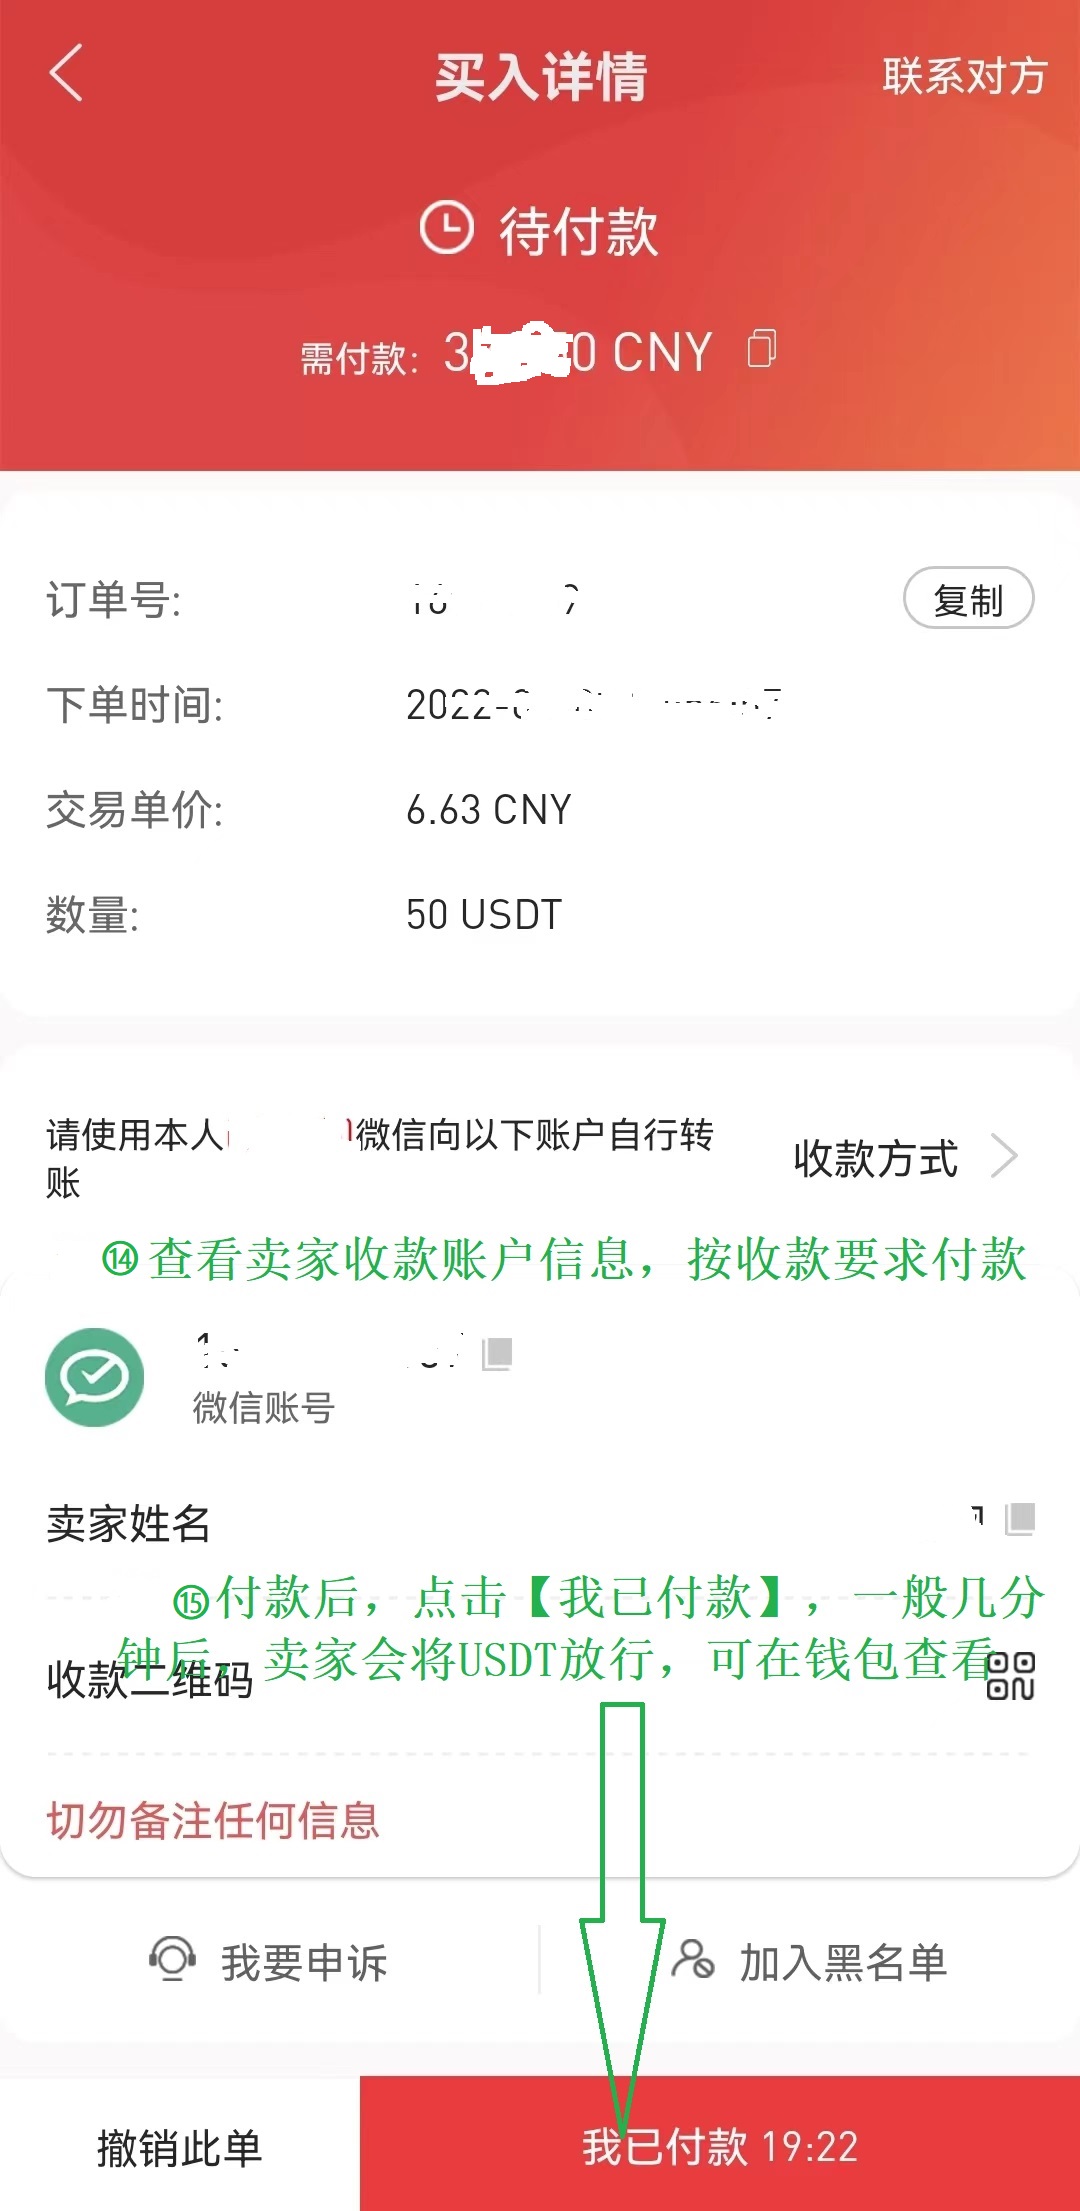 买入详情
联系对方
待付款
需付款: 3 0 CNY
订单号:
复制
下单时间: 2022-
交易单价: 6.63 CNY
数量: 50 USDT
请使用本人 微信向以下账户自行转
账
收款方式
⑭查看卖家收款账户信息，按收款要求付款
微信账号
卖家姓名
⑮付款后，点击【我已付款】，一般几分
钟后，卖家会将USDT放行，可在钱包查看
收款二维码
切勿备注任何信息
我要申诉
加入黑名单
撤销此单
我已付款 19:22